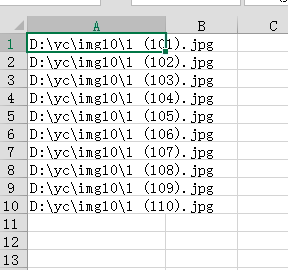 A B C
1 D:\yc\img10\1 (101).jpg
2 D:\yc\img10\1 (102).jpg
3 D:\yc\img10\1 (103).jpg
4 D:\yc\img10\1 (104).jpg
5 D:\yc\img10\1 (105).jpg
6 D:\yc\img10\1 (106).jpg
7 D:\yc\img10\1 (107).jpg
8 D:\yc\img10\1 (108).jpg
9 D:\yc\img10\1 (109).jpg
10 D:\yc\img10\1 (110).jpg
11
12
13